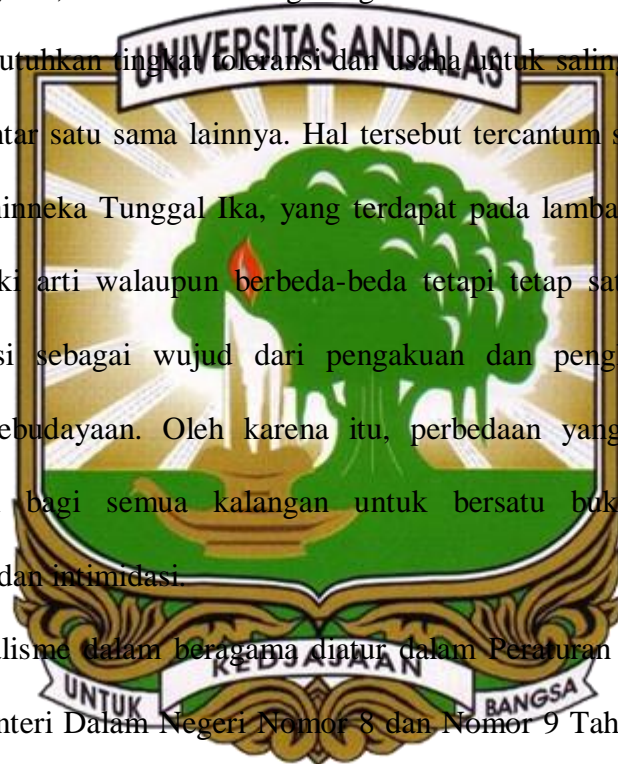 UNIVERSITAS ANDALAS
utuhkan tingkat toleransi dan usaha untuk saling
ntar satu sama lainnya. Hal tersebut tercantum s
inneka Tunggal Ika, yang terdapat pada lamba
ki arti walaupun berbeda-beda tetapi tetap sat
si sebagai wujud dari pengakuan dan peng
ebudayaan. Oleh karena itu, perbedaan yang
bagi semua kalangan untuk bersatu buk
dan intimidasi.
alisme dalam beragama diatur dalam Peraturan
KEDJAJAAN
UNTUK BANGSA
nteri Dalam Negeri Nomor 8 dan Nomor 9 Tah